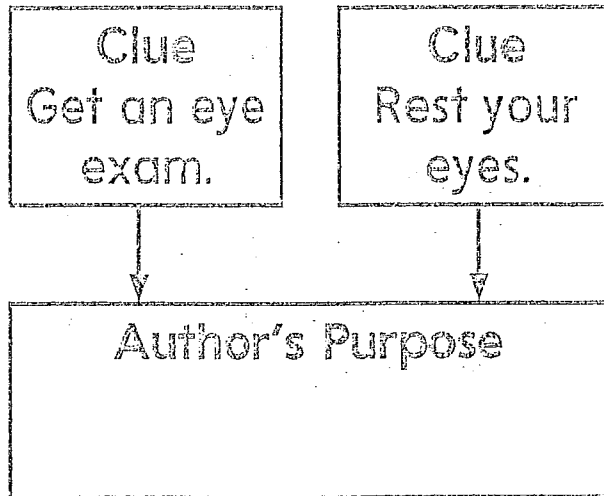 Clue
Get an eye
exam.
Clue
Rest your
eyes.
Author's Purpose